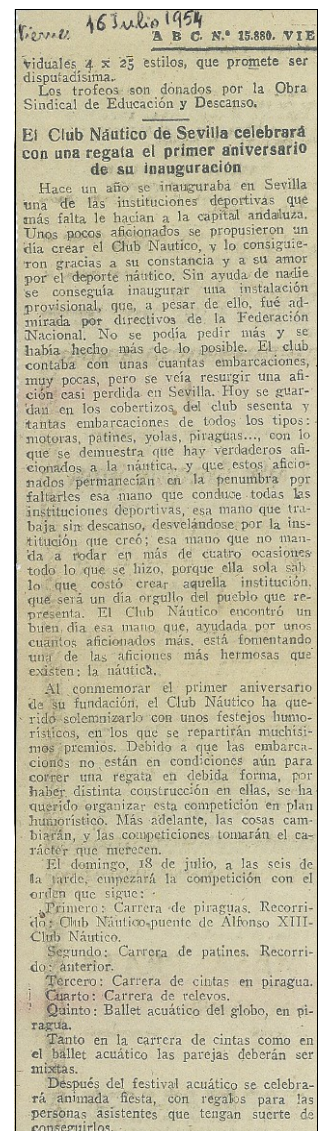 Viernes 16 Julio 1954
A B C. N.º 15.880. VIE
viduales 4 x 25 estilos, que promete ser
disputadísima.
Los trofeos son donados por la Obra
Sindical de Educación y Descanso.
El Club Náutico de Sevilla celebrará
con una regata el primer aniversario
de su inauguración
Hace un año se inauguraba en Sevilla
una de las instituciones deportivas que
más falta le hacían a la capital andaluza.
Unos pocos aficionados se propusieron un
día crear el Club Nautico, y lo consiguie-
ron gracias a su constancia y a su amor
por el deporte náutico. Sin ayuda de nadie
se conseguía inaugurar una instalación
provisional, que, a pesar de ello, fué ad-
mirada por directivos de la Federación
Nacional. No se podía pedir más y se
había hecho más de lo posible. El club
contaba con unas cuantas embarcaciones,
muy pocas, pero se veía resurgir una afi-
ción casi perdida en Sevilla. Hoy se guar-
dan en los cobertizos del club sesenta y
tantas embarcaciones de todos los tipos:
motoras, patines, yolas, piraguas..., con lo
que se demuestra que hay verdaderos afi-
cionados a la náutica, y que estos aficio-
nados permanecían en la penumbra por
faltarles esa mano que conduce todas las
instituciones deportivas, esa mano que tra-
baja sin descanso, desvelándose por la ins-
titución que creó; esa mano que no man-
da a rodar en más de cuatro ocasiones
todo lo que se hizo, porque ella sola sab
lo que costó crear aquella institución,
que será un día orgullo del pueblo que re-
presenta. El Club Náutico encontró un
buen día esa mano que, ayudada por unos
cuantos aficionados más, está fomentando
una de las aficiones más hermosas que
existen: la náutica.
Al conmemorar el primer aniversario
de su fundación, el Club Náutico ha que-
rido solemnizarlo con unos festejos humo-
rísticos, en los que se repartirán muchísi-
mos premios. Debido a que las embarca-
ciones no están en condiciones aún para
correr una regata en debida forma, por
haber distinta construcción en ellas, se ha
querido organizar esta competición en plan
humorístico. Más adelante, las cosas cam-
biarán, y las competiciones tomarán el ca-
rácter que merecen.
El domingo, 18 de julio, a las seis de
la tarde, empezará la competición con el
orden que sigue:
Primero: Carrera de piraguas. Recorri-
do: Club Náutico-puente de Alfonso XIII-
Club Náutico.
Segundo: Carrera de patines. Recorri-
do: anterior.
Tercero: Carrera de cintas en piragua.
Cuarto: Carrera de relevos.
Quinto: Ballet acuático del globo, en pi-
ragua.
Tanto en la carrera de cintas como en
el ballet acuático las parejas deberán ser
mixtas.
Después del festival acuático se celebra-
rá animada fiesta, con regalos para las
personas asistentes que tengan suerte de
conseguirlos.